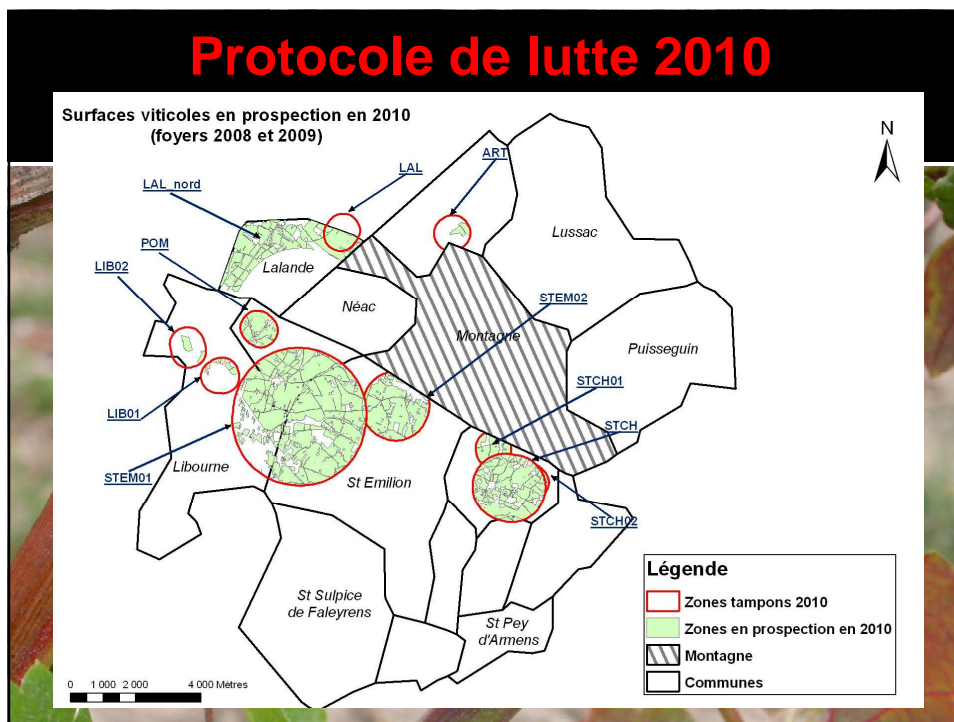 Protocole de lutte 2010
Surfaces viticoles en prospection en 2010
(foyers 2008 et 2009)
N
LAL
ART
LAL_nord
POM
LIB02
Lussac
Lalande
Néac
STEM02
Montagne
Puisseguin
STCH01
STCH
LIB01
STEM01
Libourne
St Emilion
STCH02
St Sulpice
de Faleyrens
St Pey
d'Armens
Légende
Zones tampons 2010
Zones en prospection en 2010
Montagne
Communes
0 1 000 2 000 4 000 Mètres